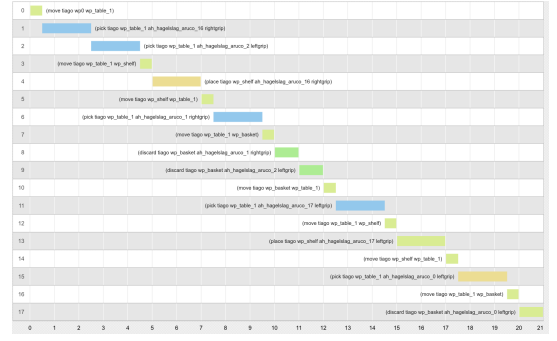 0 (move tiago wp0 wp_table_1)
1 (pick tiago wp_table_1 ah_hagelslag_aruco_16 rightgrip)
2 (pick tiago wp_table_1 ah_hagelslag_aruco_2 leftgrip)
3 (move tiago wp_table_1 wp_shelf)
4 (place tiago wp_shelf ah_hagelslag_aruco_16 rightgrip)
5 (move tiago wp_shelf wp_table_1)
6 (pick tiago wp_table_1 ah_hagelslag_aruco_1 rightgrip)
7 (move tiago wp_table_1 wp_basket)
8 (discard tiago wp_basket ah_hagelslag_aruco_1 rightgrip)
9 (discard tiago wp_basket ah_hagelslag_aruco_2 leftgrip)
10 (move tiago wp_basket wp_table_1)
11 (pick tiago wp_table_1 ah_hagelslag_aruco_17 leftgrip)
12 (move tiago wp_table_1 wp_shelf)
13 (place tiago wp_shelf ah_hagelslag_aruco_17 leftgrip)
14 (move tiago wp_shelf wp_table_1)
15 (pick tiago wp_table_1 ah_hagelslag_aruco_0 leftgrip)
16 (move tiago wp_table_1 wp_basket)
17 (discard tiago wp_basket ah_hagelslag_aruco_0 leftgrip)
0 1 2 3 4 5 6 7 8 9 10 11 12 13 14 15 16 17 18 19 20 21